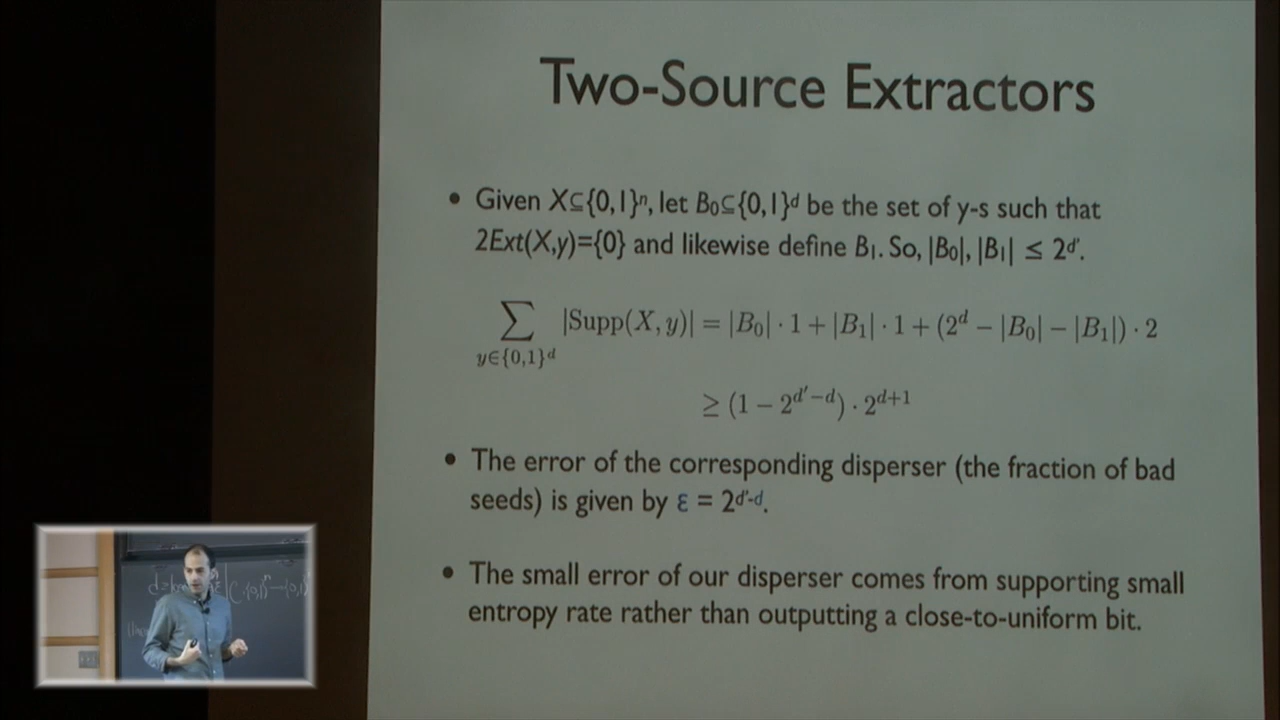 Two-Source Extractors
• Given X⊆{0,1}ⁿ, let B₀⊆{0,1}ᵈ be the set of y-s such that
2Ext(X,y)={0} and likewise define B₁. So, |B₀|, |B₁| ≤ 2^{d'}.
∑_{y∈{0,1}^d} |Supp(X, y)| = |B₀| · 1 + |B₁| · 1 + (2^d − |B₀| − |B₁|) · 2
≥ (1 − 2^{d'−d}) · 2^{d+1}
• The error of the corresponding disperser (the fraction of bad
seeds) is given by ε = 2^{d'-d}.
• The small error of our disperser comes from supporting small
entropy rate rather than outputting a close-to-uniform bit.